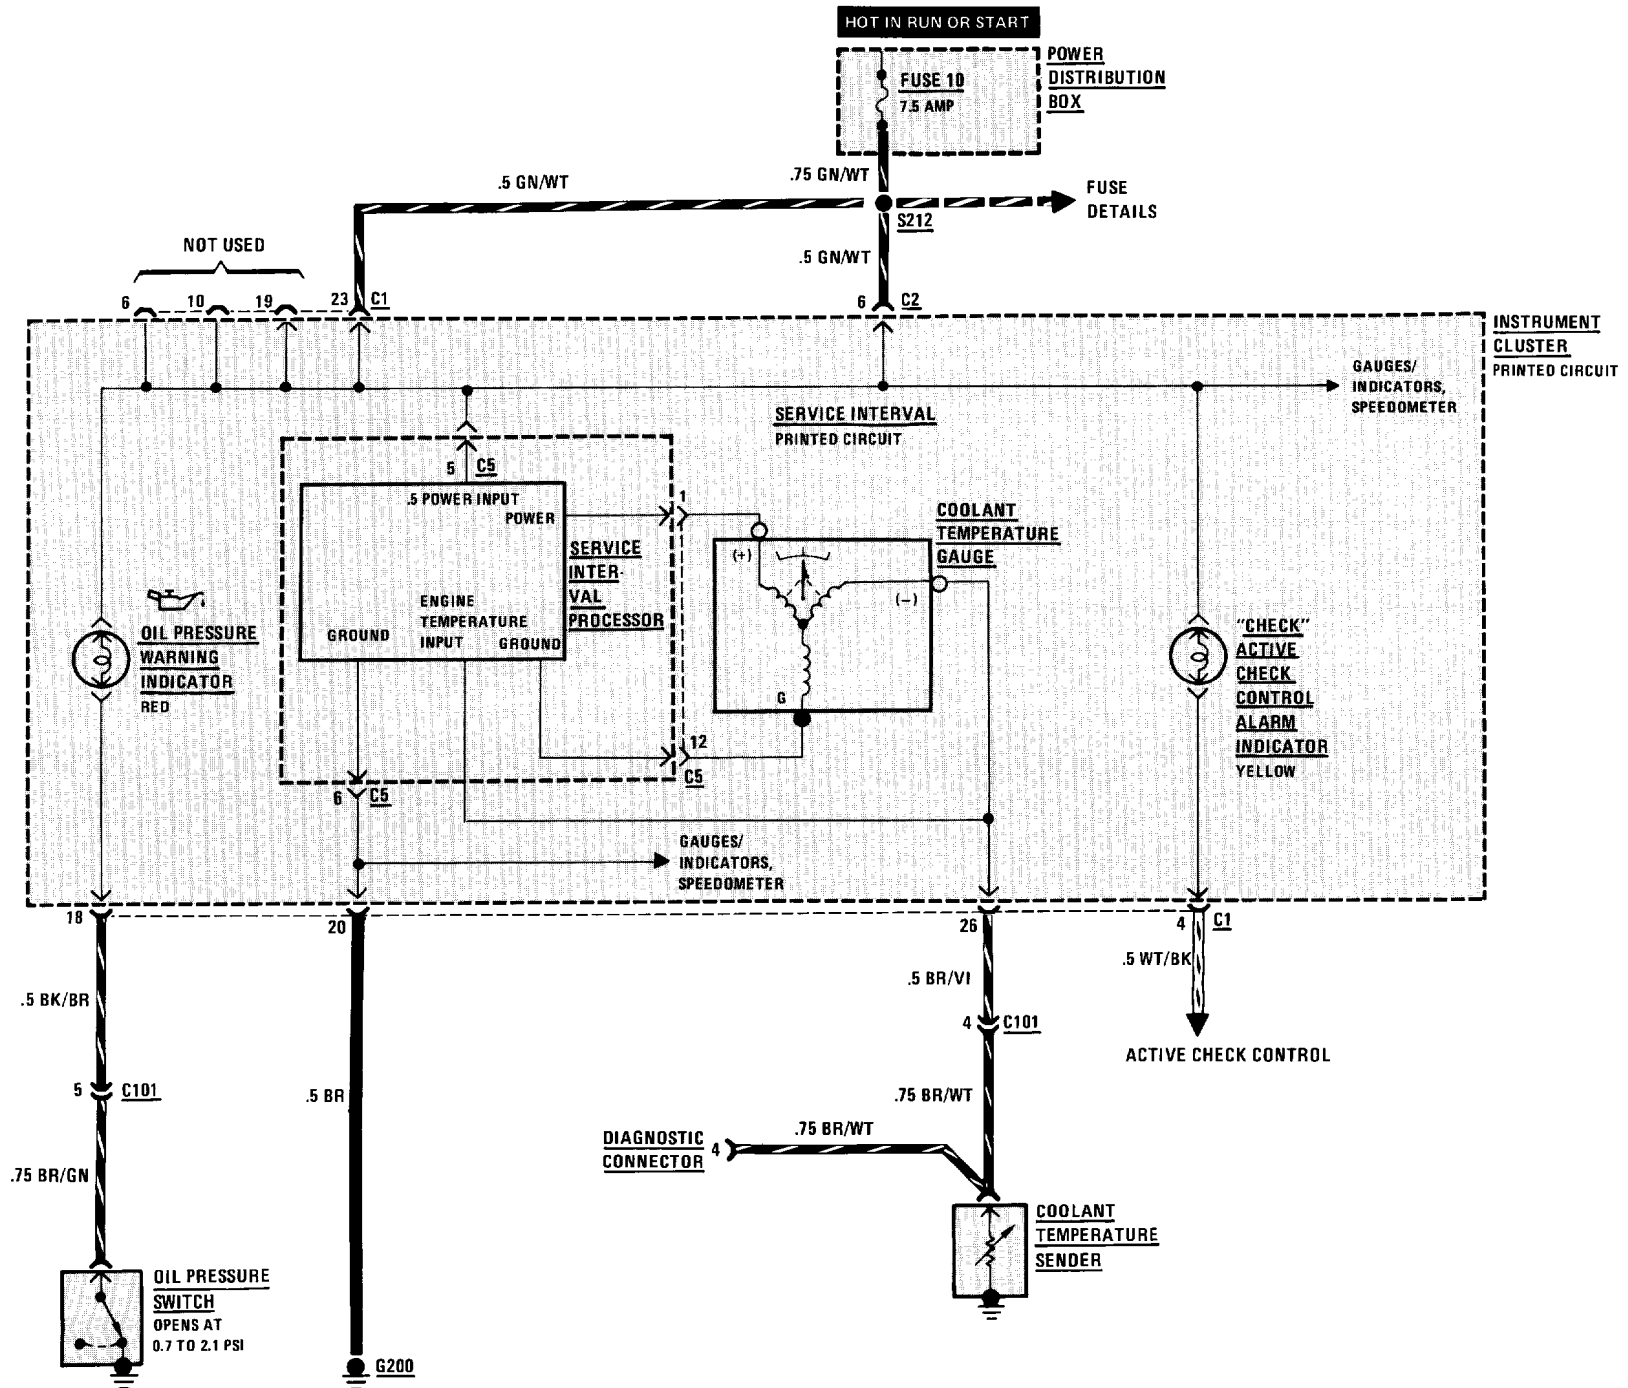 HOT IN RUN OR START
POWER
DISTRIBUTION
BOX
FUSE 10
7.5 AMP
.75 GN/WT
.5 GN/WT
FUSE
DETAILS
S212
.5 GN/WT
NOT USED
6
10
19
23
C1
6
C2
INSTRUMENT
CLUSTER
PRINTED CIRCUIT
GAUGES/
INDICATORS,
SPEEDOMETER
SERVICE INTERVAL
PRINTED CIRCUIT
5
C5
.5 POWER INPUT
POWER
1
SERVICE
INTER-
VAL
PROCESSOR
ENGINE
TEMPERATURE
INPUT
GROUND
GROUND
COOLANT
TEMPERATURE
GAUGE
(+)
(−)
G
12
C5
6
C5
OIL PRESSURE
WARNING
INDICATOR
RED
"CHECK"
ACTIVE
CHECK
CONTROL
ALARM
INDICATOR
YELLOW
GAUGES/
INDICATORS,
SPEEDOMETER
18
20
26
4
C1
.5 WT/BK
.5 BK/BR
.5 BR/VI
4
C101
ACTIVE CHECK CONTROL
5
C101
.5 BR
.75 BR/WT
.75 BR/WT
DIAGNOSTIC
CONNECTOR
4
.75 BR/GN
COOLANT
TEMPERATURE
SENDER
OIL PRESSURE
SWITCH
OPENS AT
0.7 TO 2.1 PSI
G200